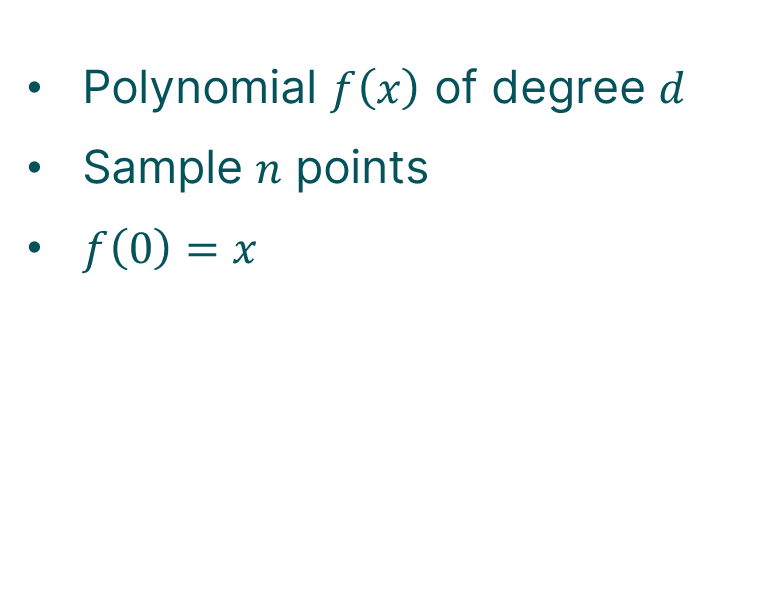 • Polynomial 𝑓(𝑥) of degree 𝑑
• Sample 𝑛 points
• 𝑓(0) = 𝑥